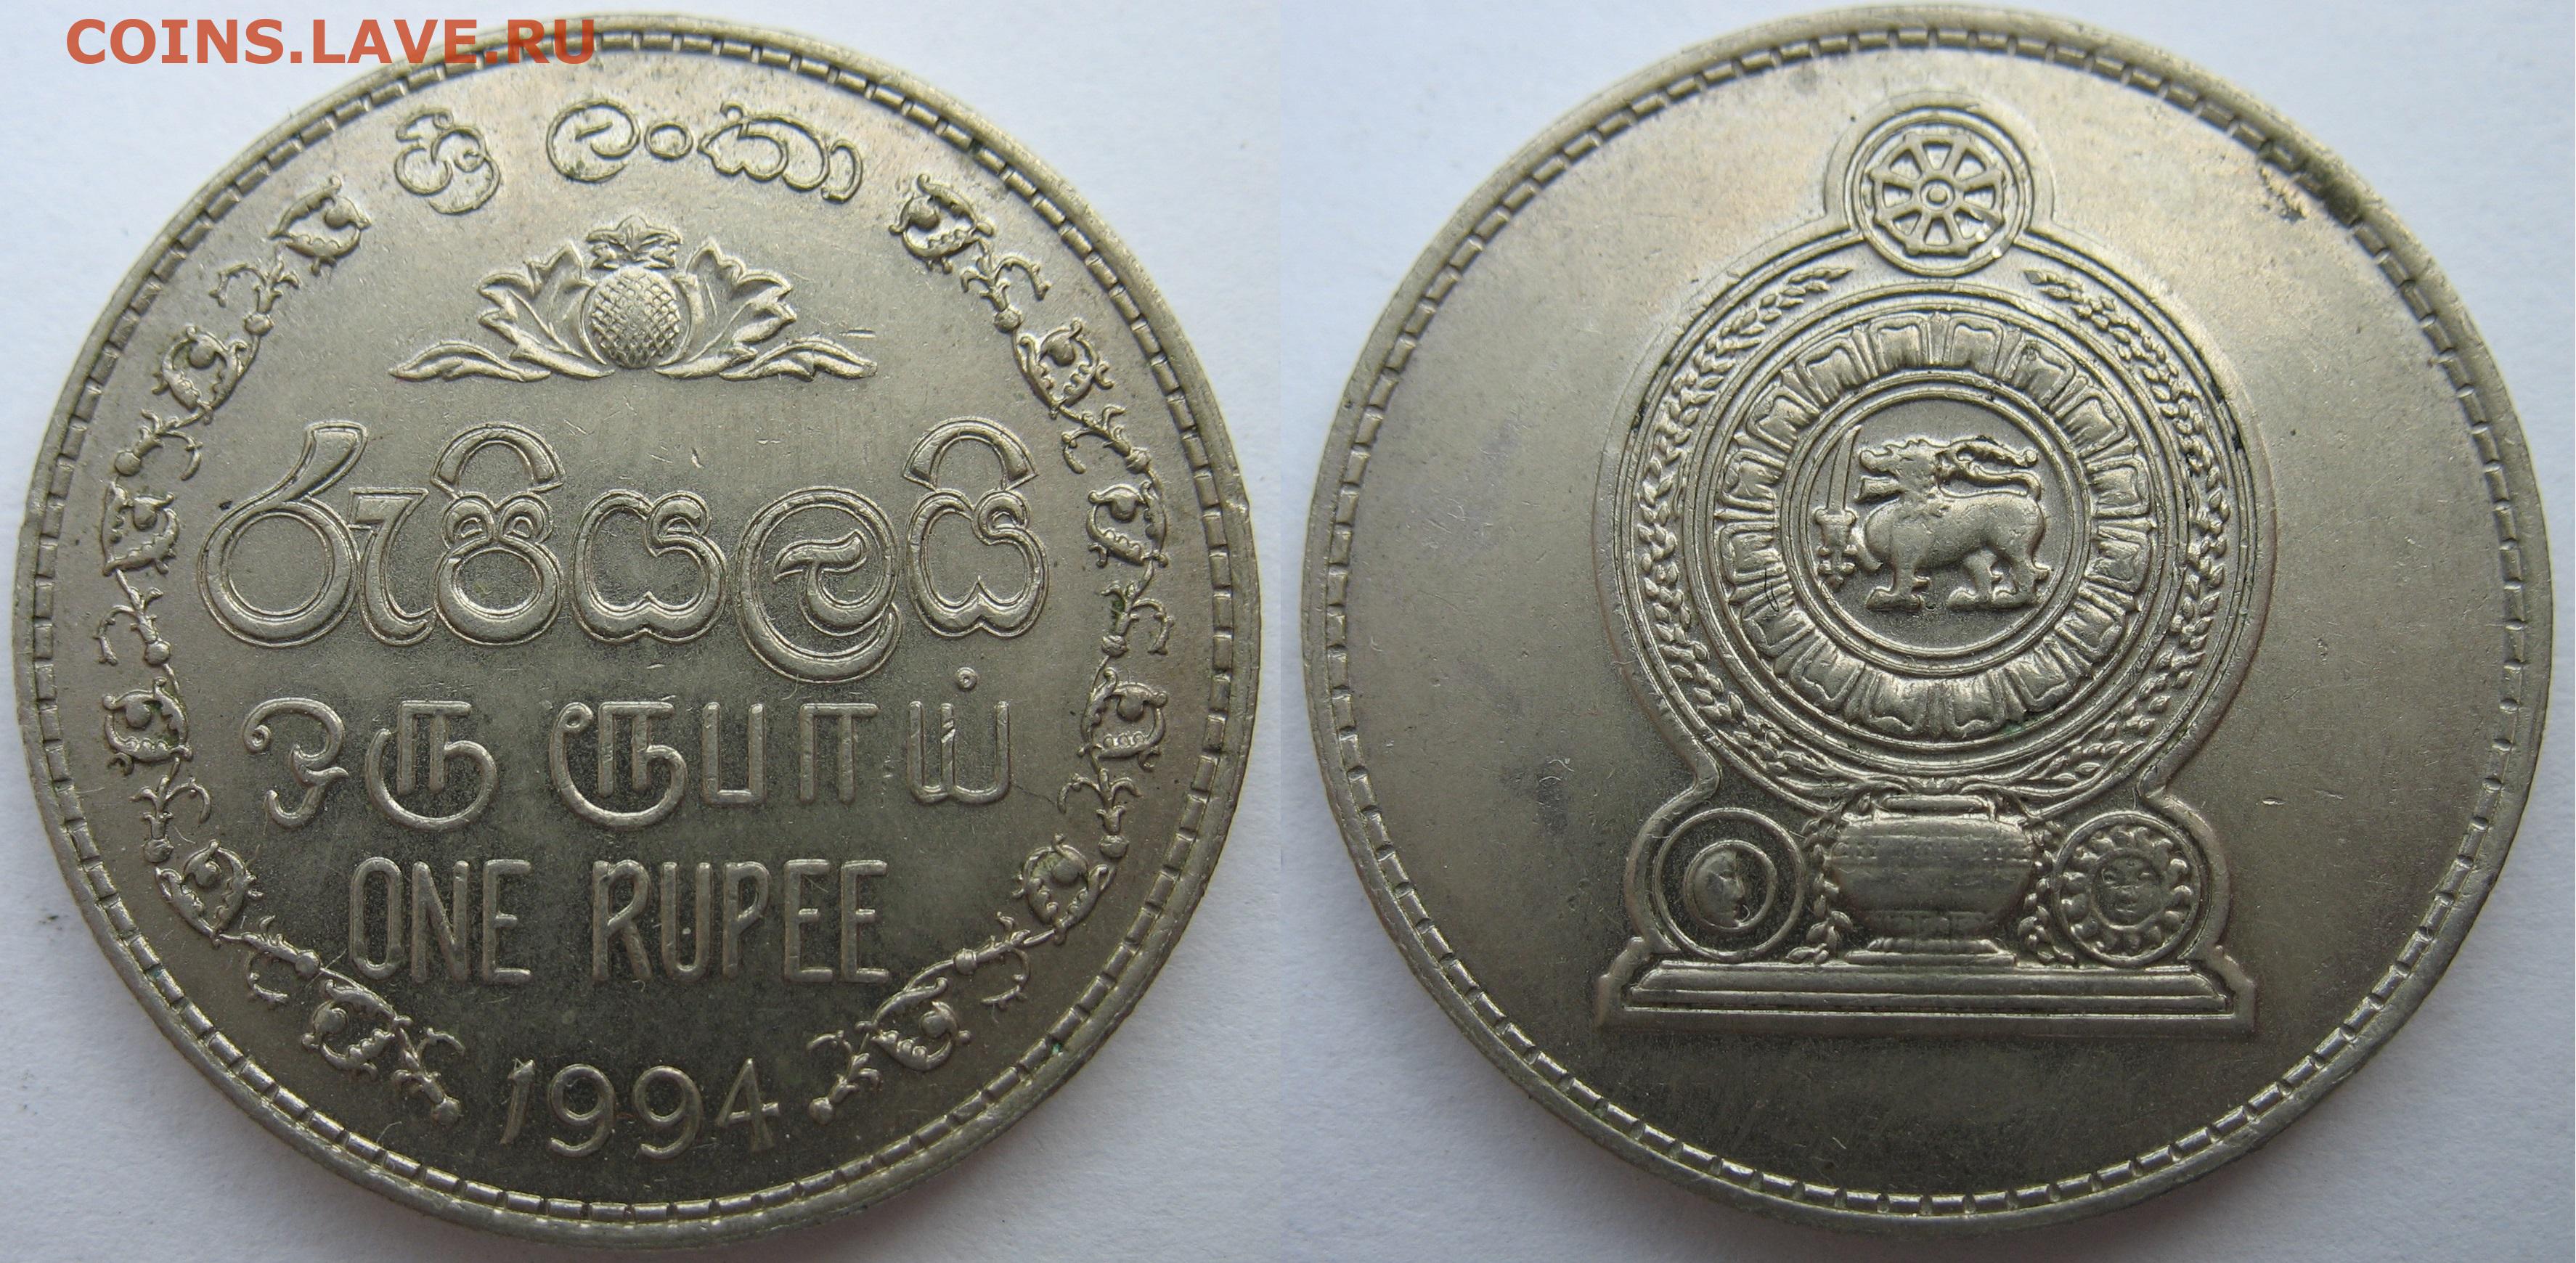 COINS.LAVE.RU
ශ්‍රී ලංකා
රුපියලයි
ஒரு ரூபாய்
ONE RUPEE
1994